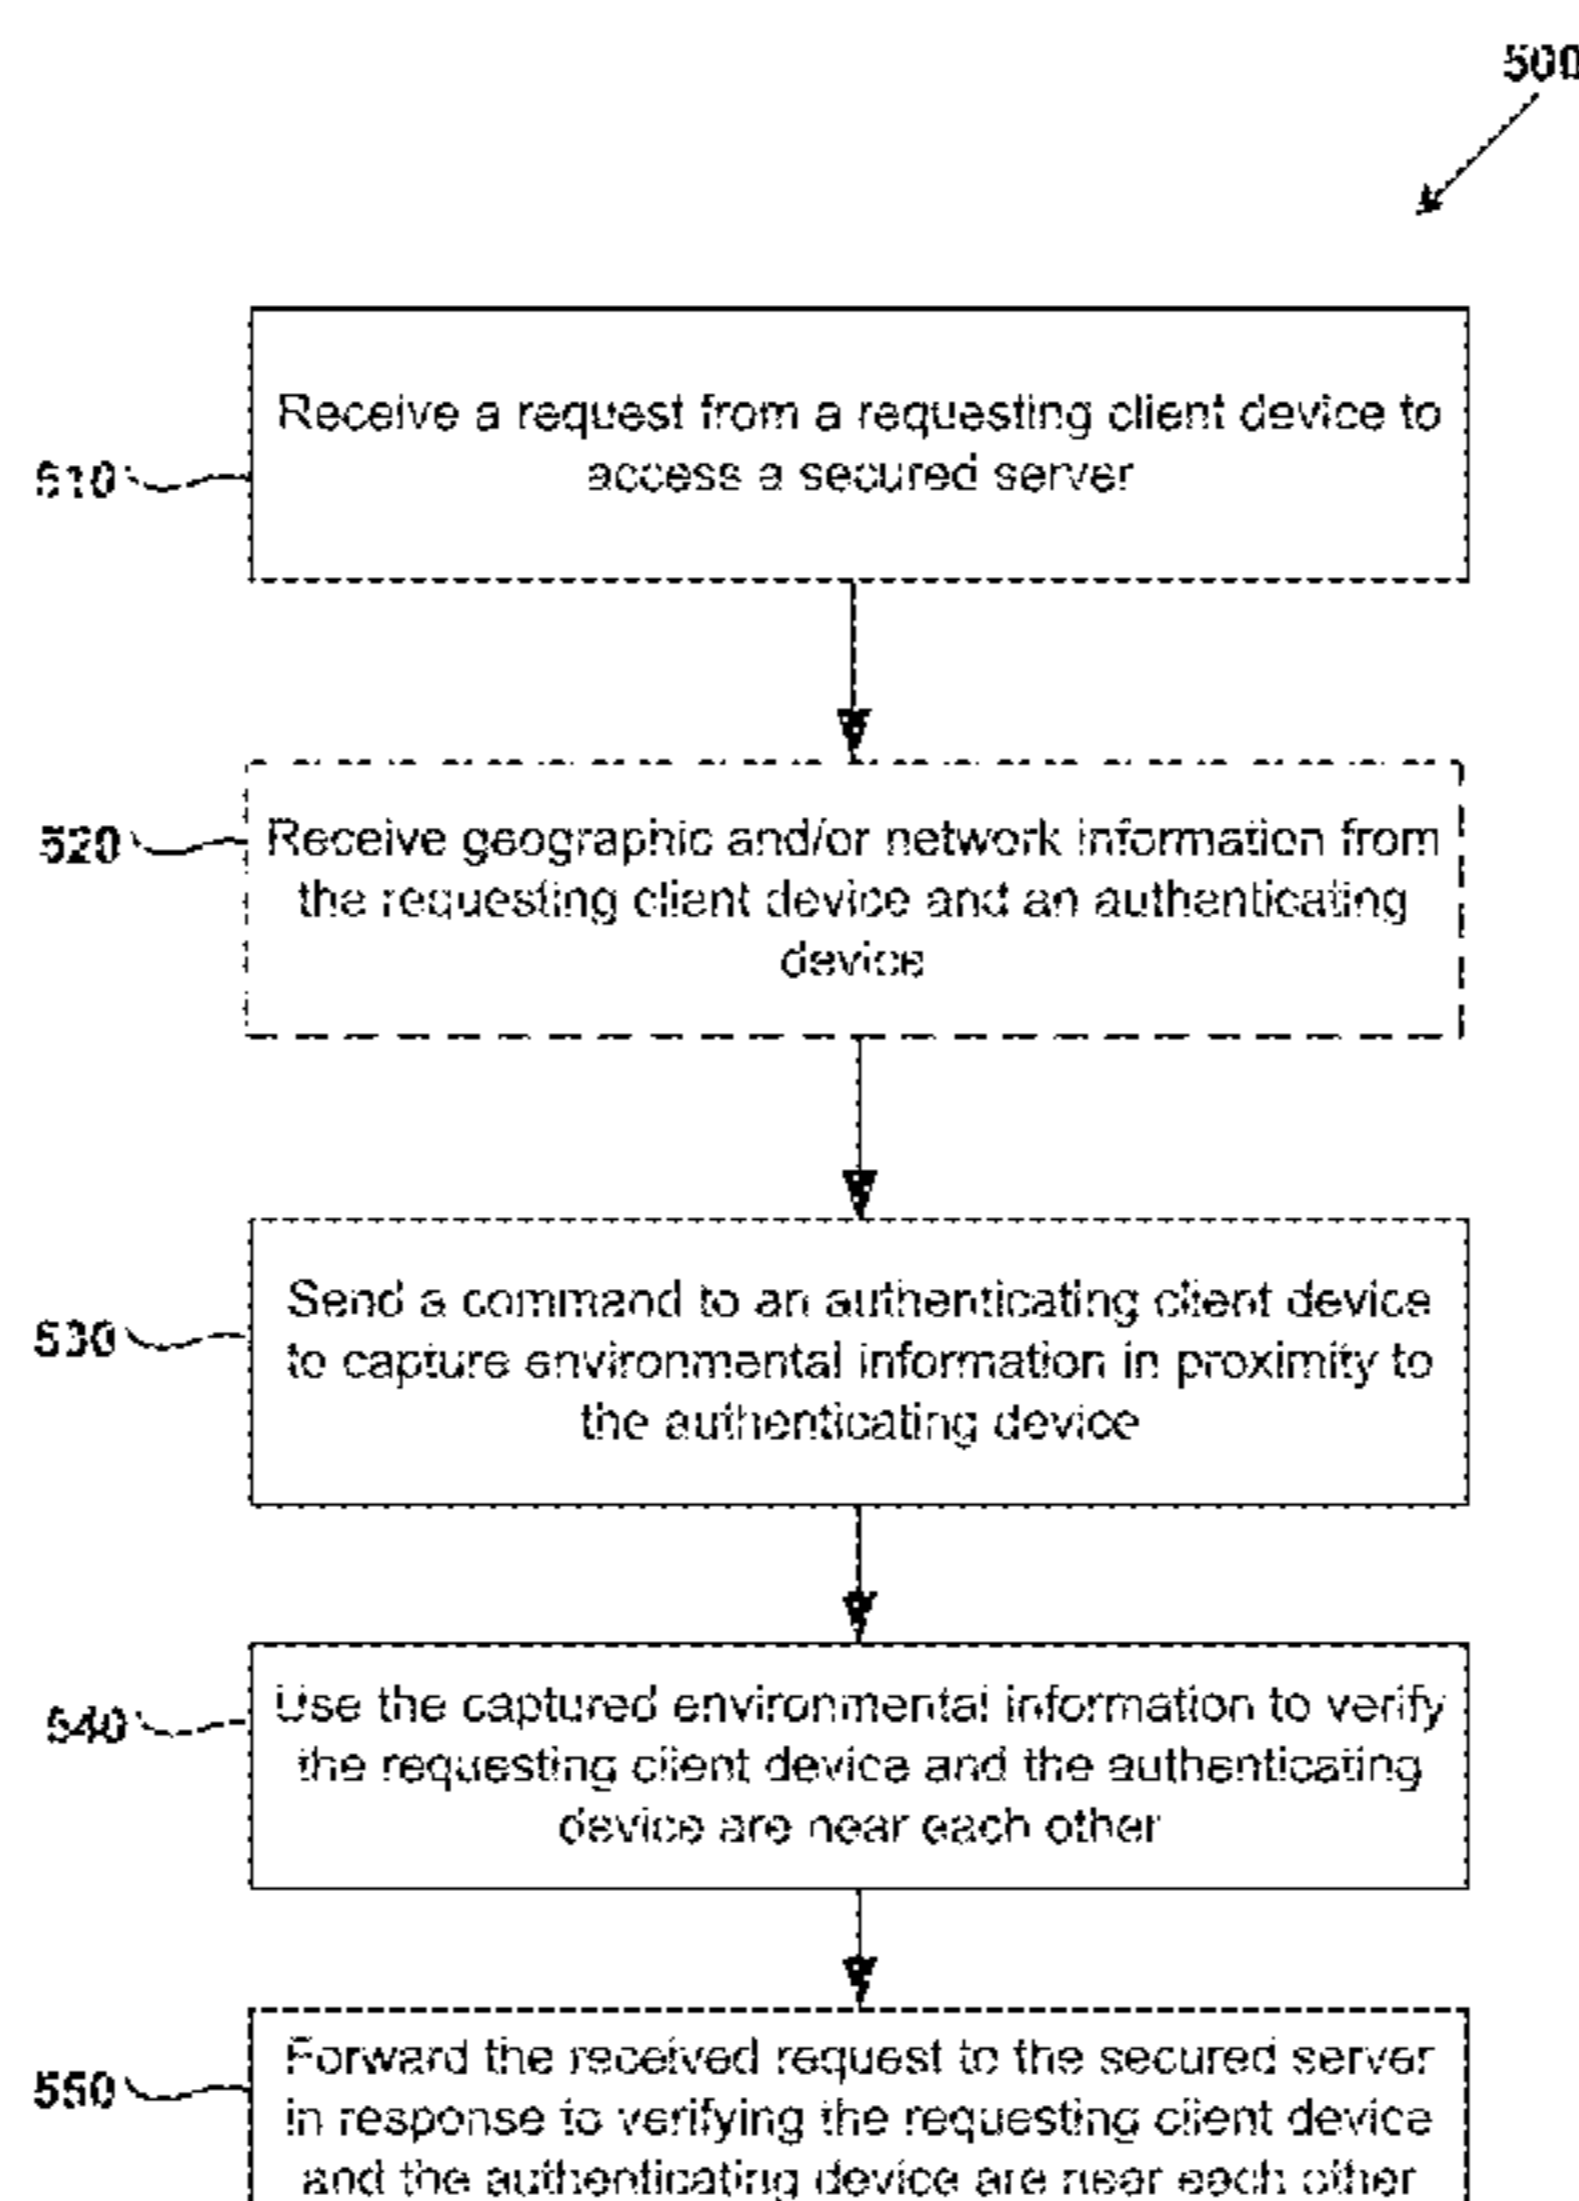 500
Receive a request from a requesting client device to
access a secured server
510
520
Receive geographic and/or network information from
the requesting client device and an authenticating
device
Send a command to an authenticating client device
to capture environmental information in proximity to
the authenticating device
530
Use the captured environmental information to verify
the requesting client device and the authenticating
device are near each other
540
Forward the received request to the secured server
in response to verifying the requesting client device
and the authenticating device are near each other
550